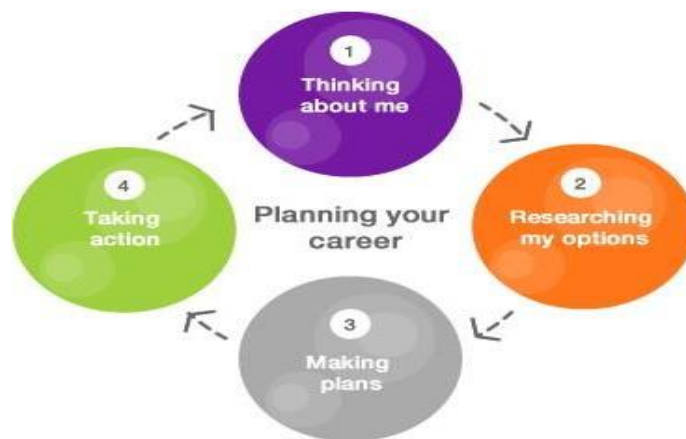 1
Thinking
about me
2
Researching
my options
Planning your
career
3
Making
plans
4
Taking
action